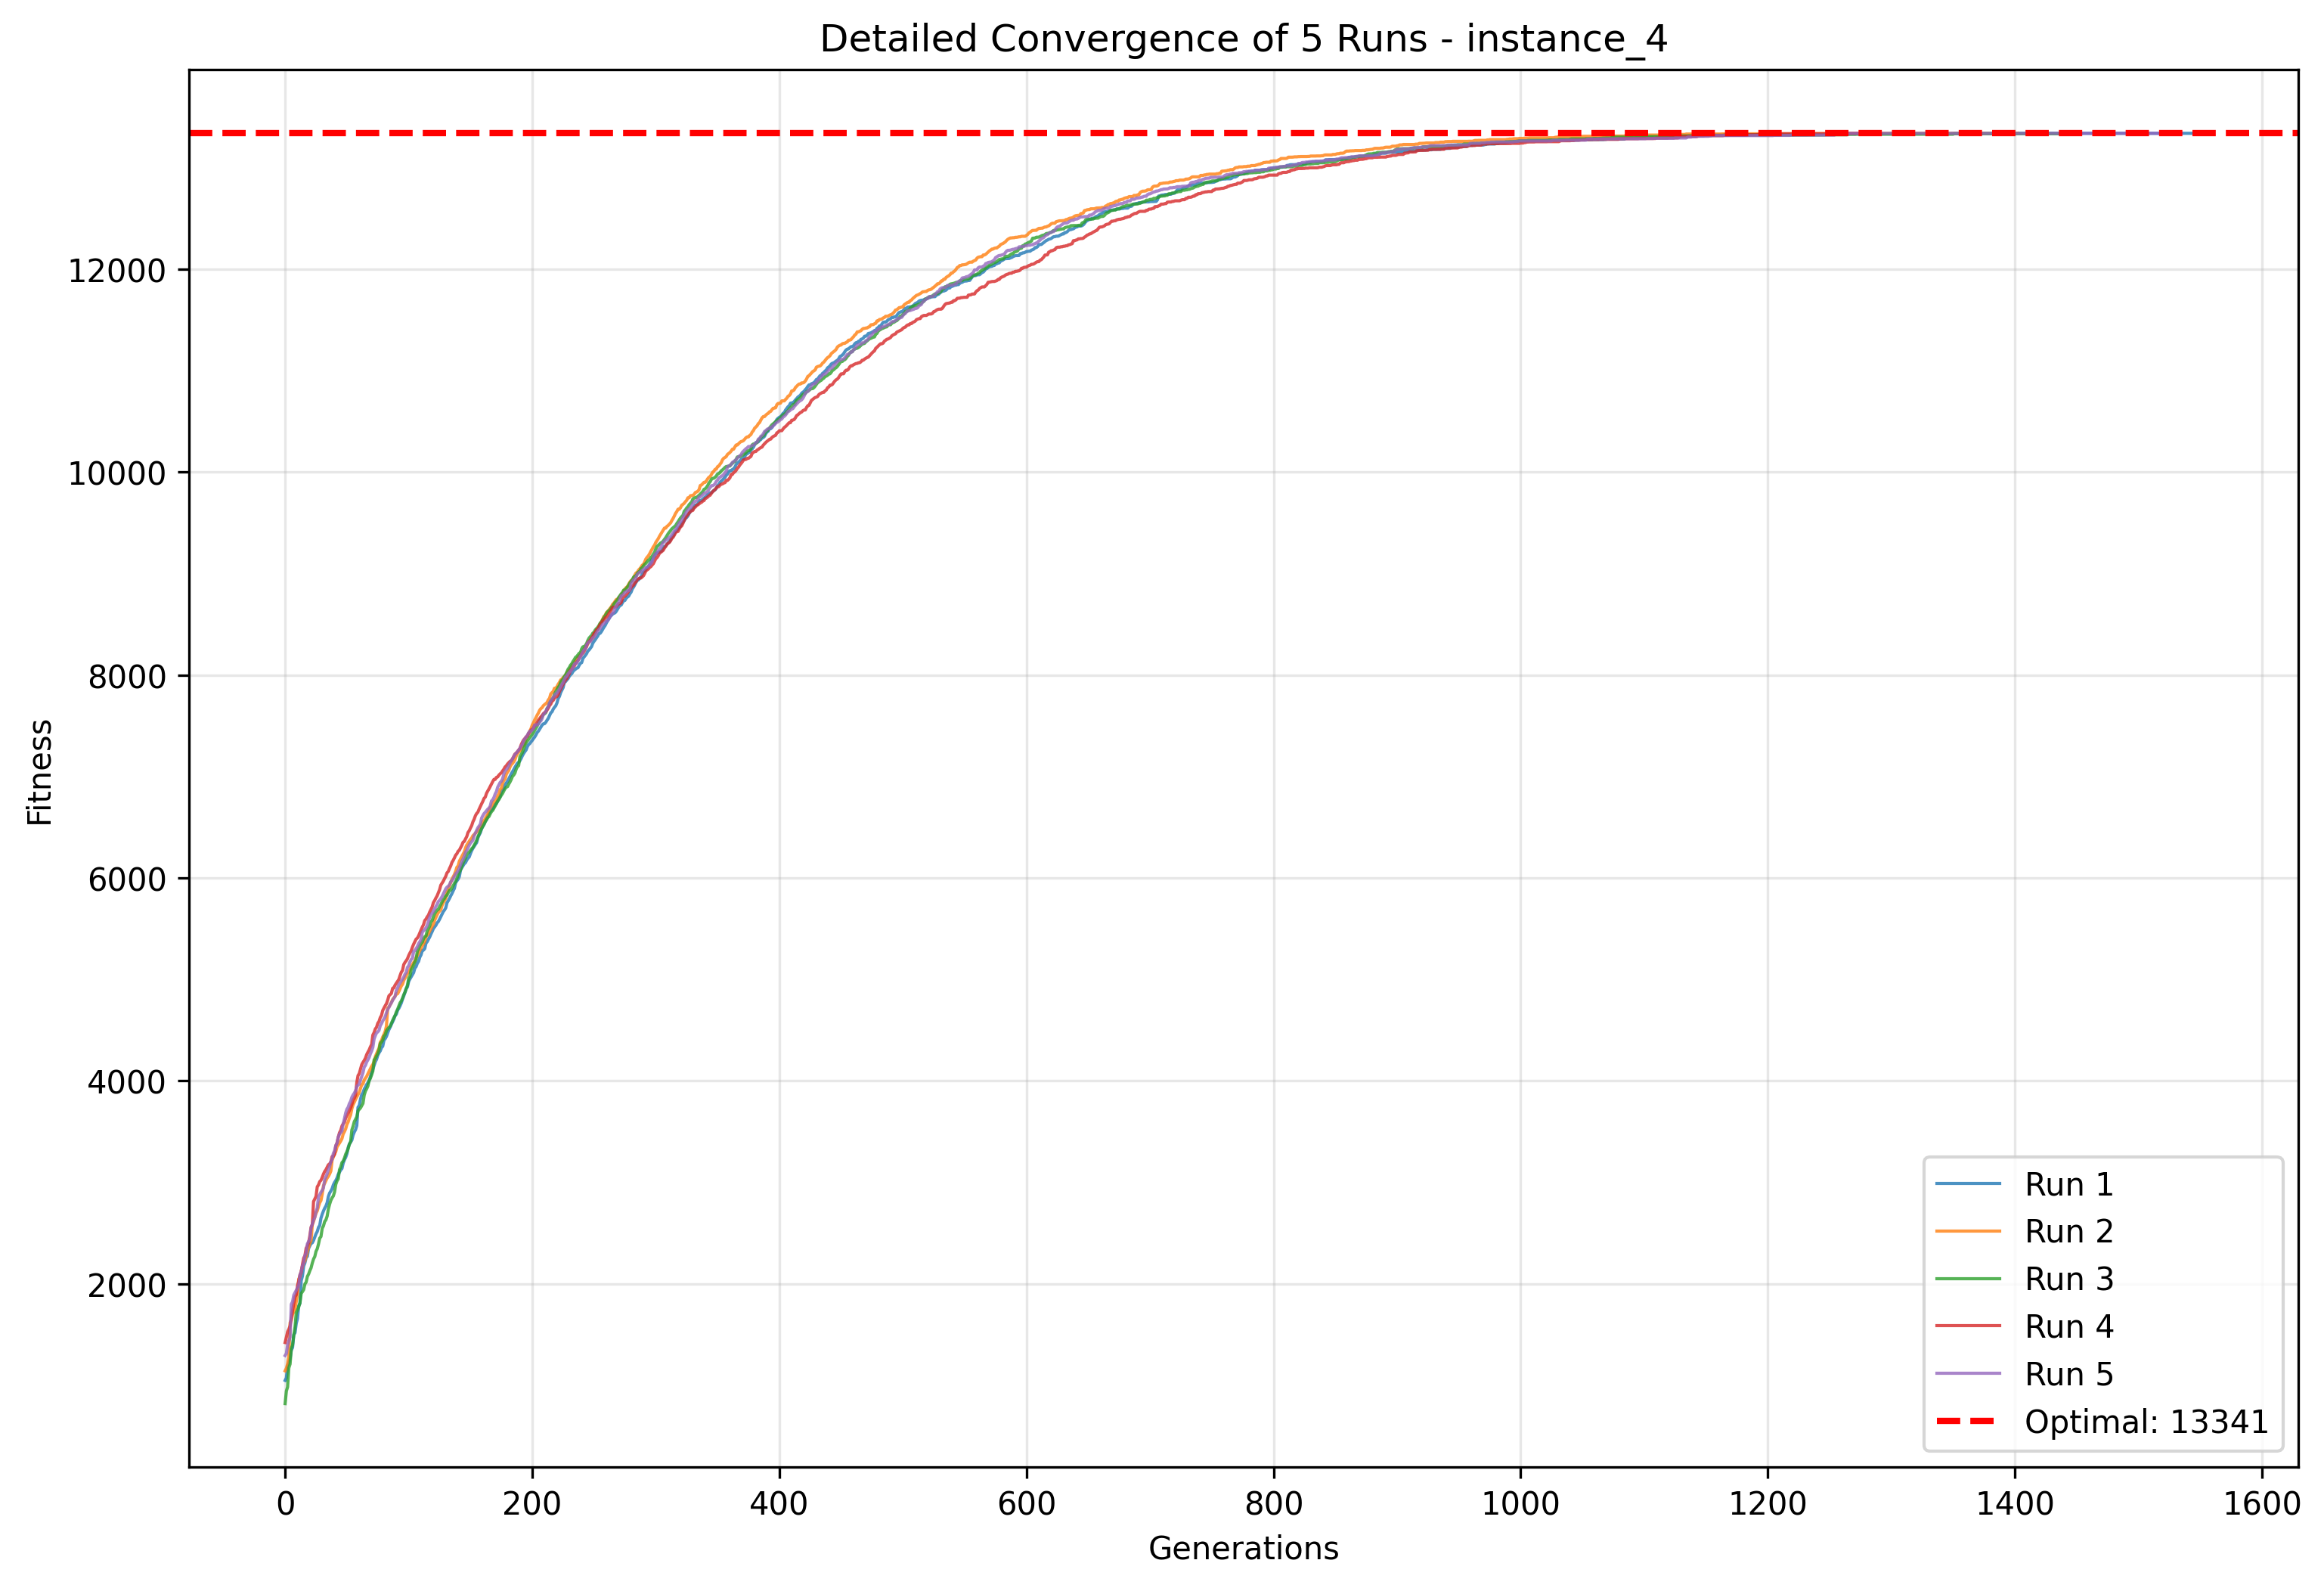 Detailed Convergence of 5 Runs - instance_4
Fitness
12000
10000
8000
6000
4000
2000
0 200 400 600 800 1000 1200 1400 1600
Generations
Run 1
Run 2
Run 3
Run 4
Run 5
Optimal: 13341